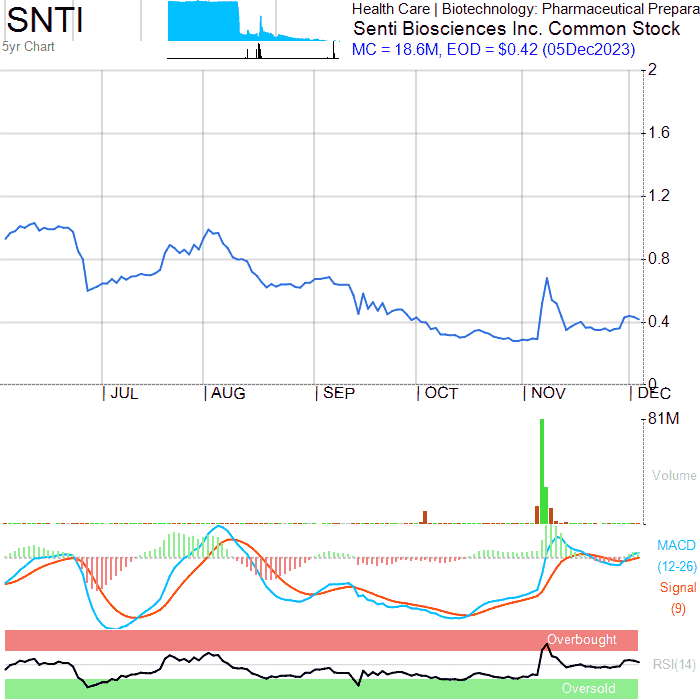 SNTI
5yr Chart
Health Care | Biotechnology: Pharmaceutical Prepara
Senti Biosciences Inc. Common Stock
MC = 18.6M, EOD = $0.42 (05Dec2023)
2
1.6
1.2
0.8
0.4
0
JUL
AUG
SEP
OCT
NOV
DEC
81M
Volume
MACD
(12-26)
Signal
(9)
Overbought
RSI(14)
Oversold